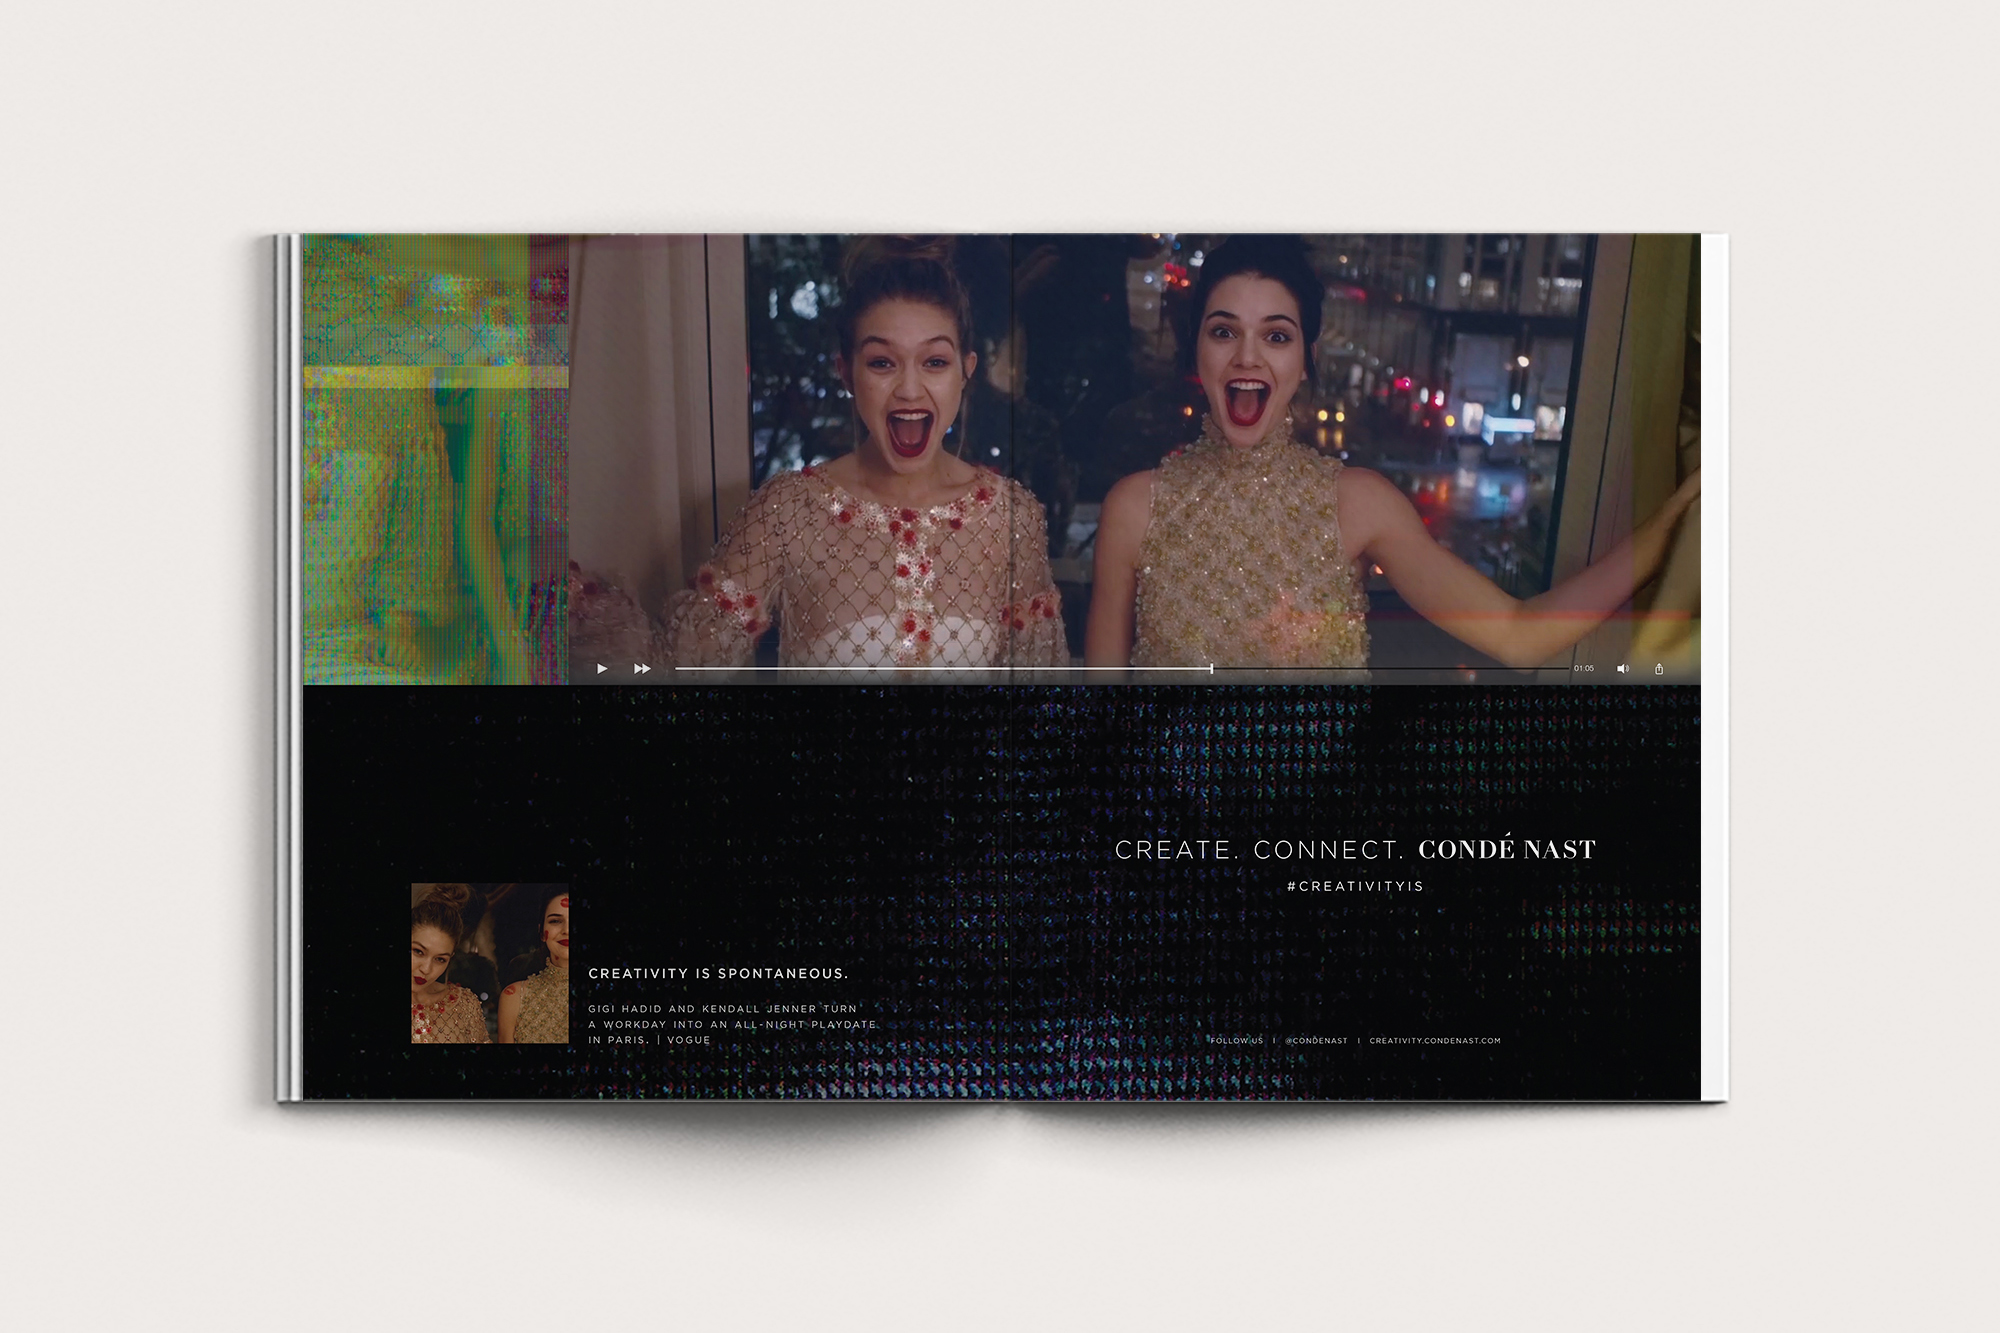 01:05
CREATE. CONNECT. CONDÉ NAST
#CREATIVITYIS
CREATIVITY IS SPONTANEOUS.
GIGI HADID AND KENDALL JENNER TURN
A WORKDAY INTO AN ALL-NIGHT PLAYDATE
IN PARIS. | VOGUE
FOLLOW US | @CONDENAST | CREATIVITY.CONDENAST.COM